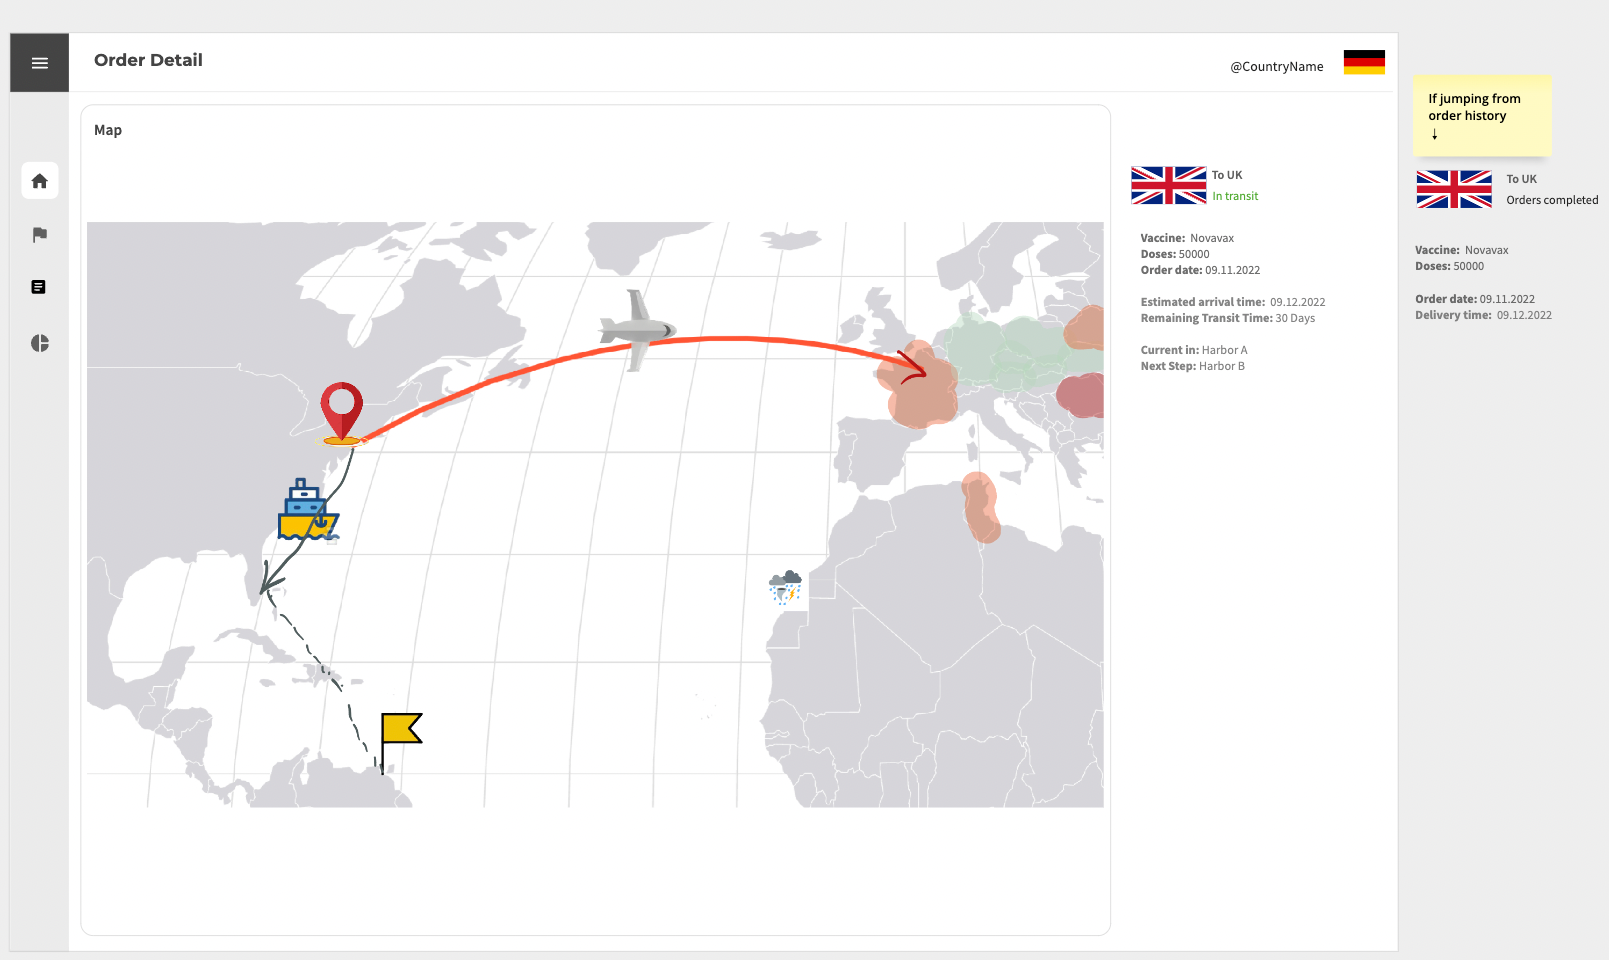 Order Detail
@CountryName
Map
To UK
In transit
Vaccine: Novavax
Doses: 50000
Order date: 09.11.2022
Estimated arrival time: 09.12.2022
Remaining Transit Time: 30 Days
Current in: Harbor A
Next Step: Harbor B
If jumping from
order history
↓
To UK
Orders completed
Vaccine: Novavax
Doses: 50000
Order date: 09.11.2022
Delivery time: 09.12.2022